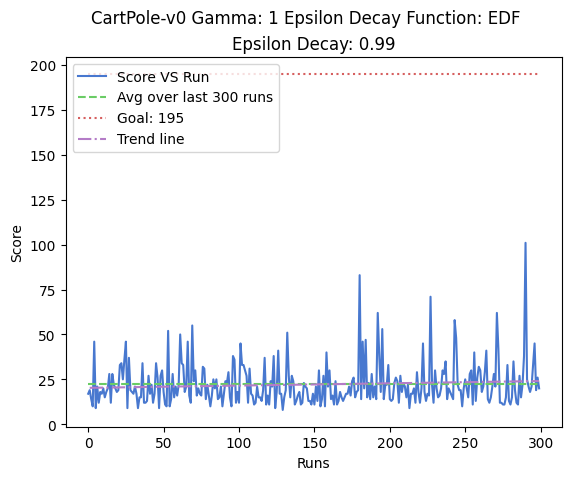 CartPole-v0 Gamma: 1 Epsilon Decay Function: EDF
Epsilon Decay: 0.99
200
175
150
125
100
75
50
25
0
Score
Score VS Run
Avg over last 300 runs
Goal: 195
Trend line
0
50
100
150
200
250
300
Runs